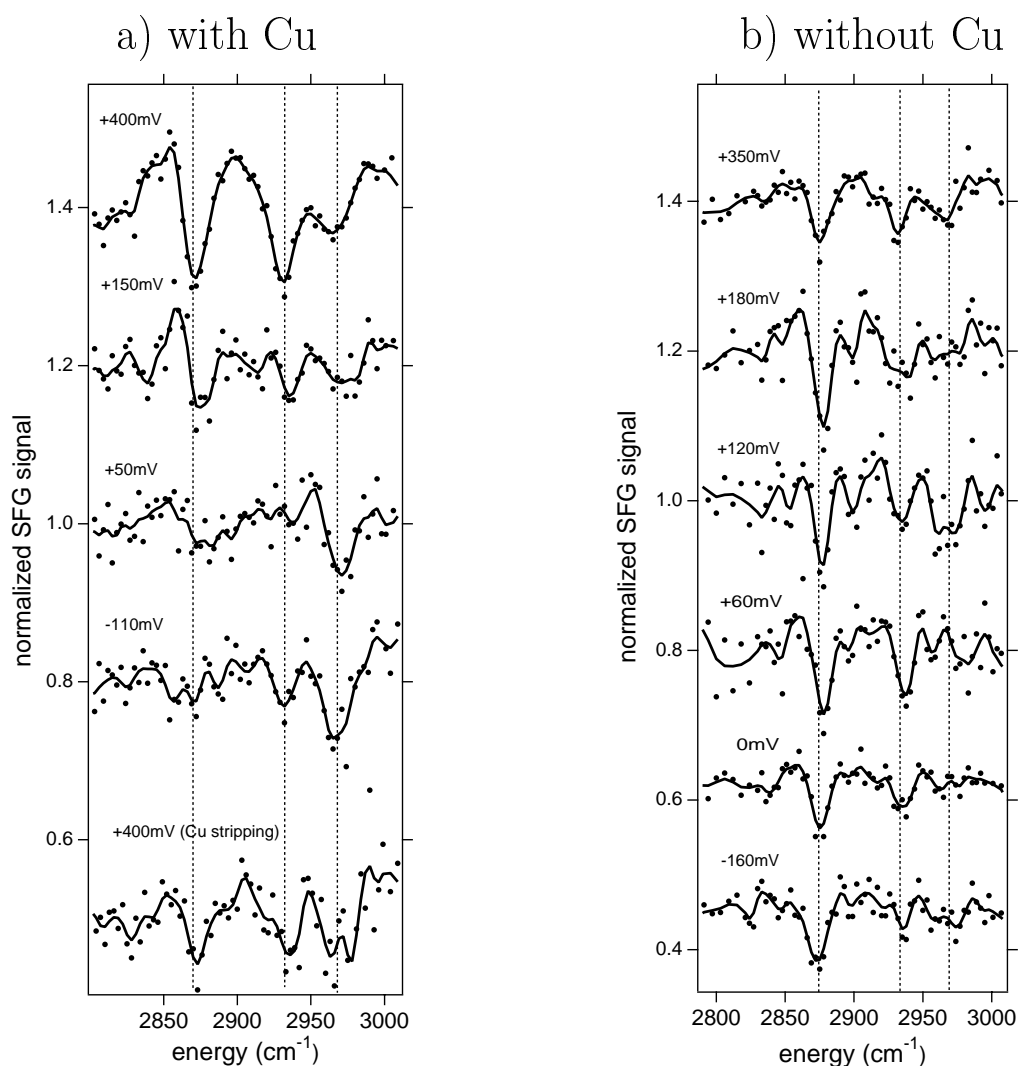 a) with Cu
+400mV
+150mV
+50mV
-110mV
+400mV (Cu stripping)
1.4
1.2
1.0
0.8
0.6
normalized SFG signal
2850 2900 2950 3000
energy (cm-1)
b) without Cu
+350mV
+180mV
+120mV
+60mV
0mV
-160mV
1.4
1.2
1.0
0.8
0.6
0.4
normalized SFG signal
2800 2850 2900 2950 3000
energy (cm-1)